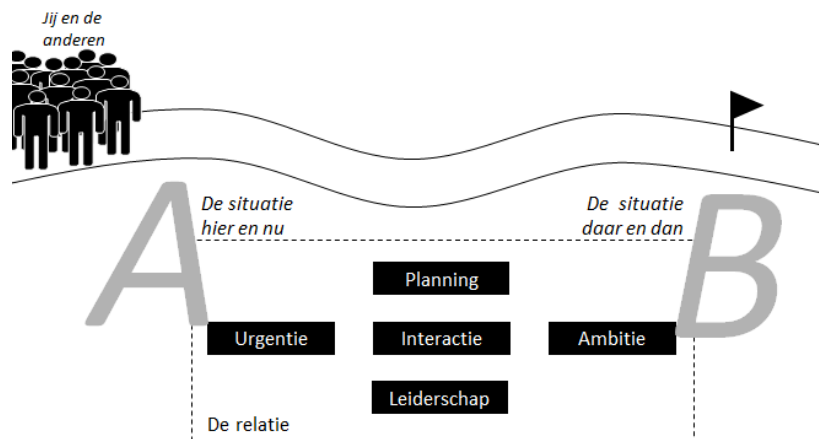 Jij en de
anderen
A
De situatie
hier en nu
De situatie
daar en dan
B
Planning
Urgentie
Interactie
Ambitie
Leiderschap
De relatie